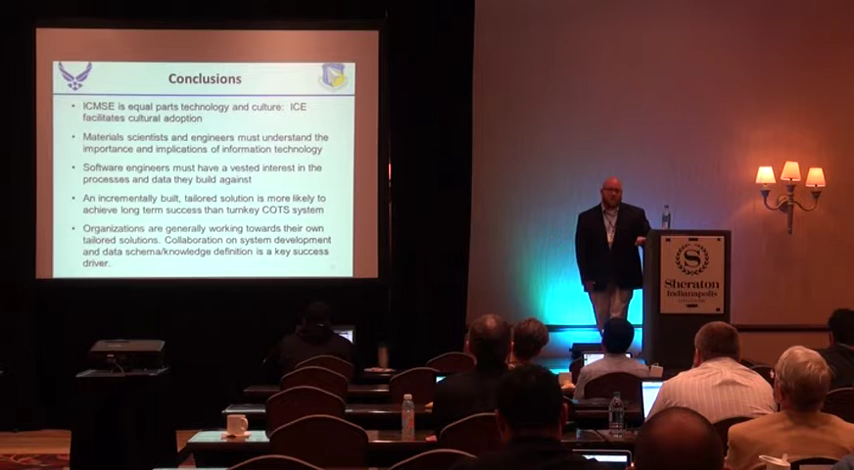 Conclusions
• ICMSE is equal parts technology and culture: ICE
facilitates cultural adoption
• Materials scientists and engineers must understand the
importance and implications of information technology
• Software engineers must have a vested interest in the
processes and data they build against
• An incrementally built, tailored solution is more likely to
achieve long term success than turnkey COTS system
• Organizations are generally working towards their own
tailored solutions. Collaboration on system development
and data schema/knowledge definition is a key success
driver.
S
Sheraton
Indianapolis